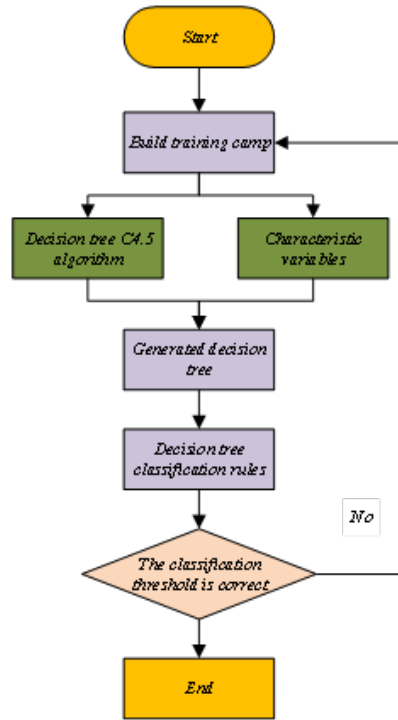 Start
Build training camp
Decision tree C4.5
algorithm
Characteristic
variables
Generated decision
tree
Decision tree
classification rules
No
The classification
threshold is correct
End